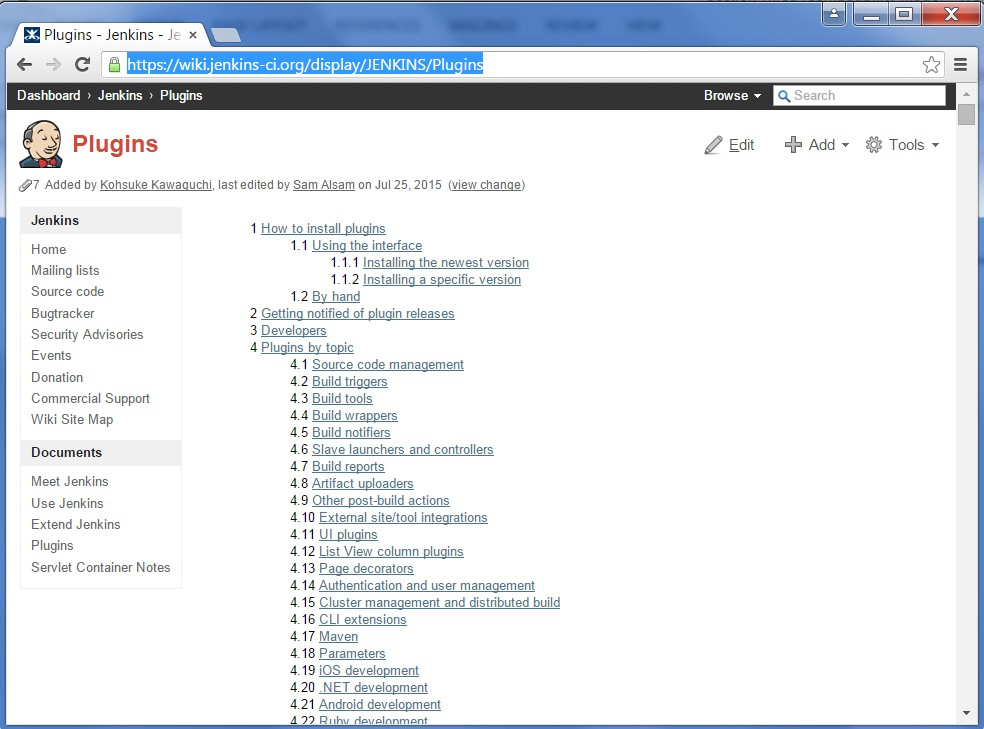 Plugins - Jenkins - Je
https://wiki.jenkins-ci.org/display/JENKINS/Plugins
Dashboard › Jenkins › Plugins Browse Search
Plugins Edit Add Tools
7 Added by Kohsuke Kawaguchi, last edited by Sam Alsam on Jul 25, 2015 (view change)
Jenkins
Home
Mailing lists
Source code
Bugtracker
Security Advisories
Events
Donation
Commercial Support
Wiki Site Map
Documents
Meet Jenkins
Use Jenkins
Extend Jenkins
Plugins
Servlet Container Notes
1 How to install plugins
1.1 Using the interface
1.1.1 Installing the newest version
1.1.2 Installing a specific version
1.2 By hand
2 Getting notified of plugin releases
3 Developers
4 Plugins by topic
4.1 Source code management
4.2 Build triggers
4.3 Build tools
4.4 Build wrappers
4.5 Build notifiers
4.6 Slave launchers and controllers
4.7 Build reports
4.8 Artifact uploaders
4.9 Other post-build actions
4.10 External site/tool integrations
4.11 UI plugins
4.12 List View column plugins
4.13 Page decorators
4.14 Authentication and user management
4.15 Cluster management and distributed build
4.16 CLI extensions
4.17 Maven
4.18 Parameters
4.19 iOS development
4.20 .NET development
4.21 Android development
4.22 Ruby development